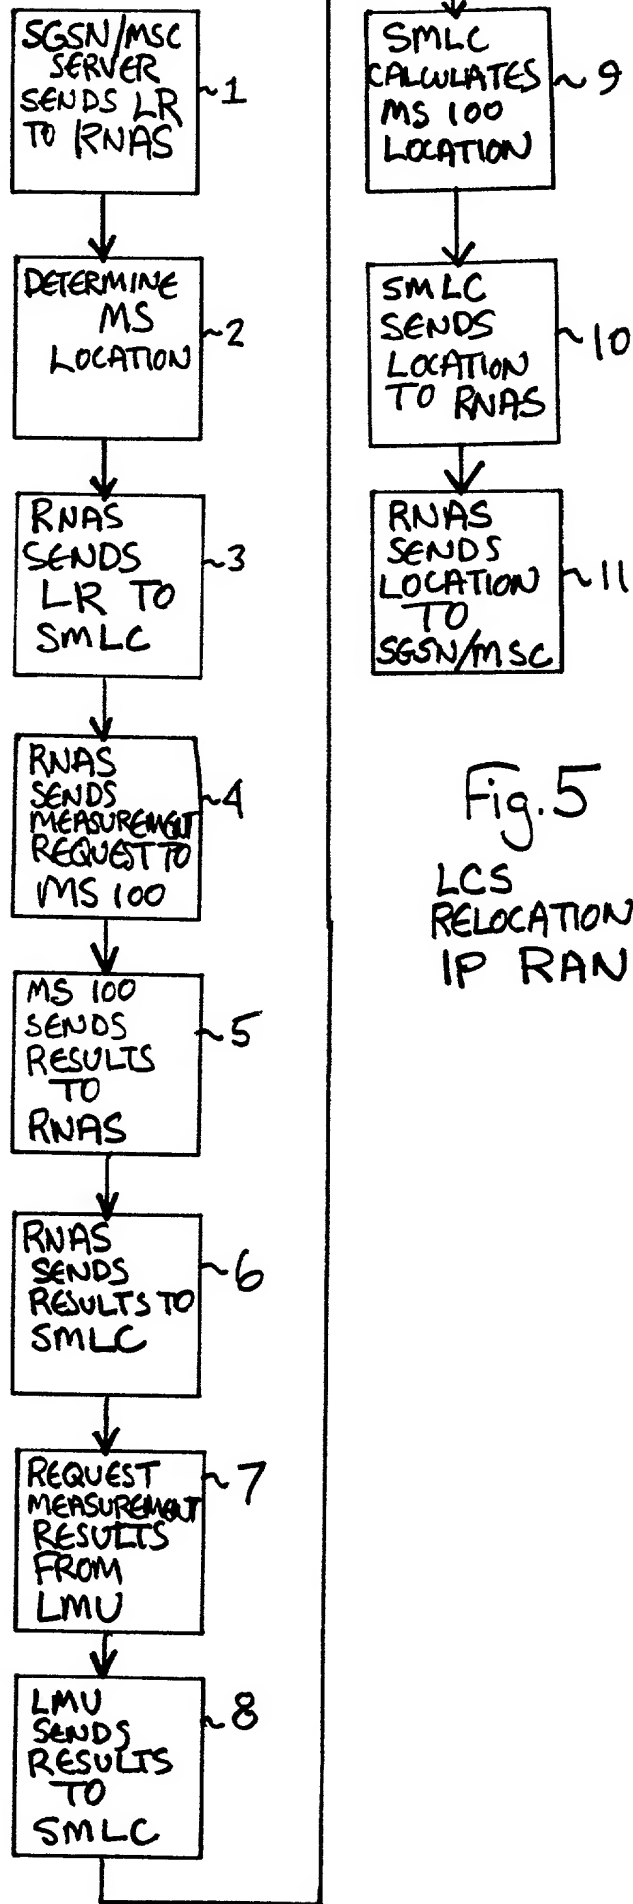 SGSN/MSC
SERVER
SENDS LR
TO RNAS
1
DETERMINE
MS
LOCATION
2
RNAS
SENDS
LR TO
SMLC
3
RNAS
SENDS
MEASUREMENT
REQUEST TO
MS 100
4
MS 100
SENDS
RESULTS
TO
RNAS
5
RNAS
SENDS
RESULTS TO
SMLC
6
REQUEST
MEASUREMENT
RESULTS
FROM
LMU
7
LMU
SENDS
RESULTS
TO
SMLC
8
SMLC
CALCULATES
MS 100
LOCATION
9
SMLC
SENDS
LOCATION
TO RNAS
10
RNAS
SENDS
LOCATION
TO
SGSN/MSC
11
Fig. 5
LCS
RELOCATION
IP RAN